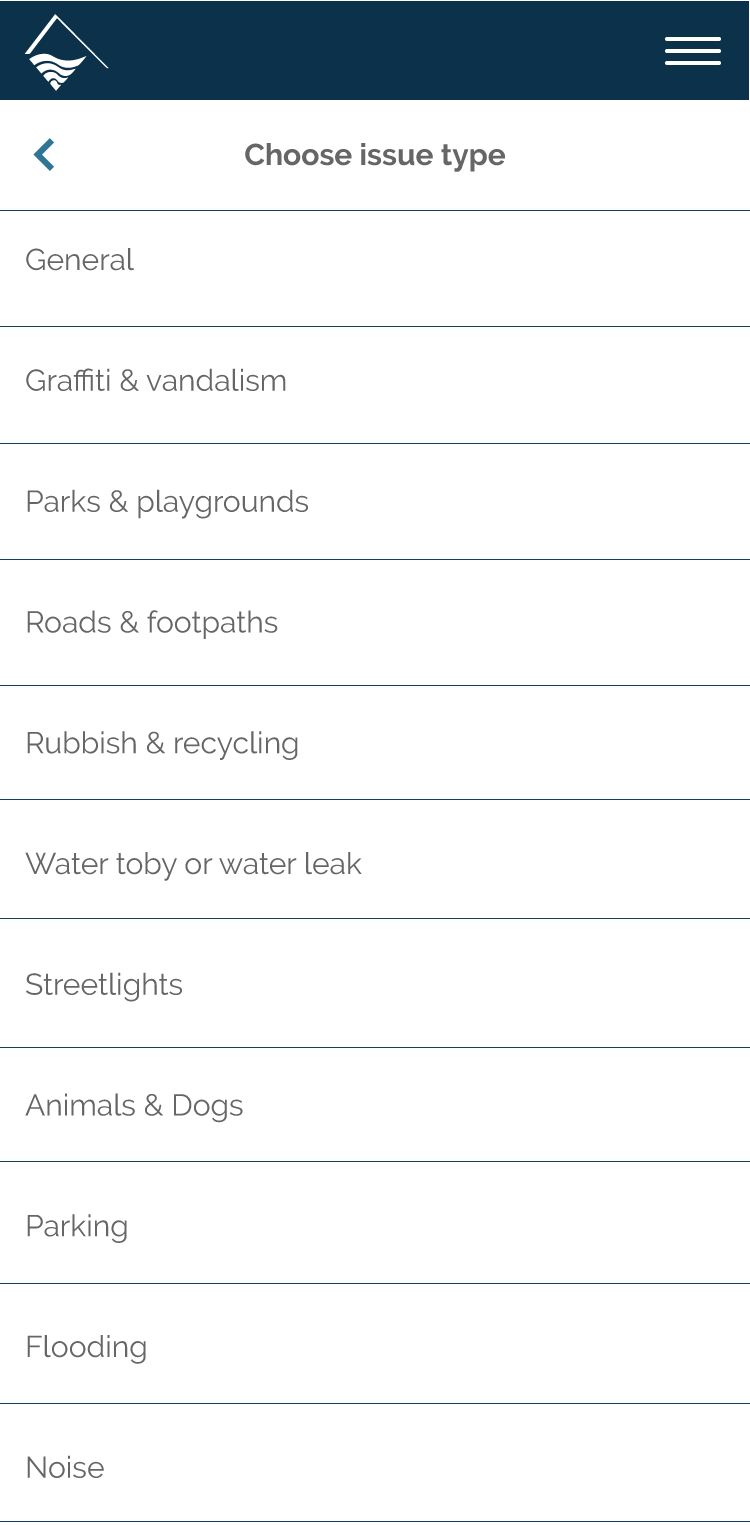 Choose issue type
General
Graffiti & vandalism
Parks & playgrounds
Roads & footpaths
Rubbish & recycling
Water toby or water leak
Streetlights
Animals & Dogs
Parking
Flooding
Noise